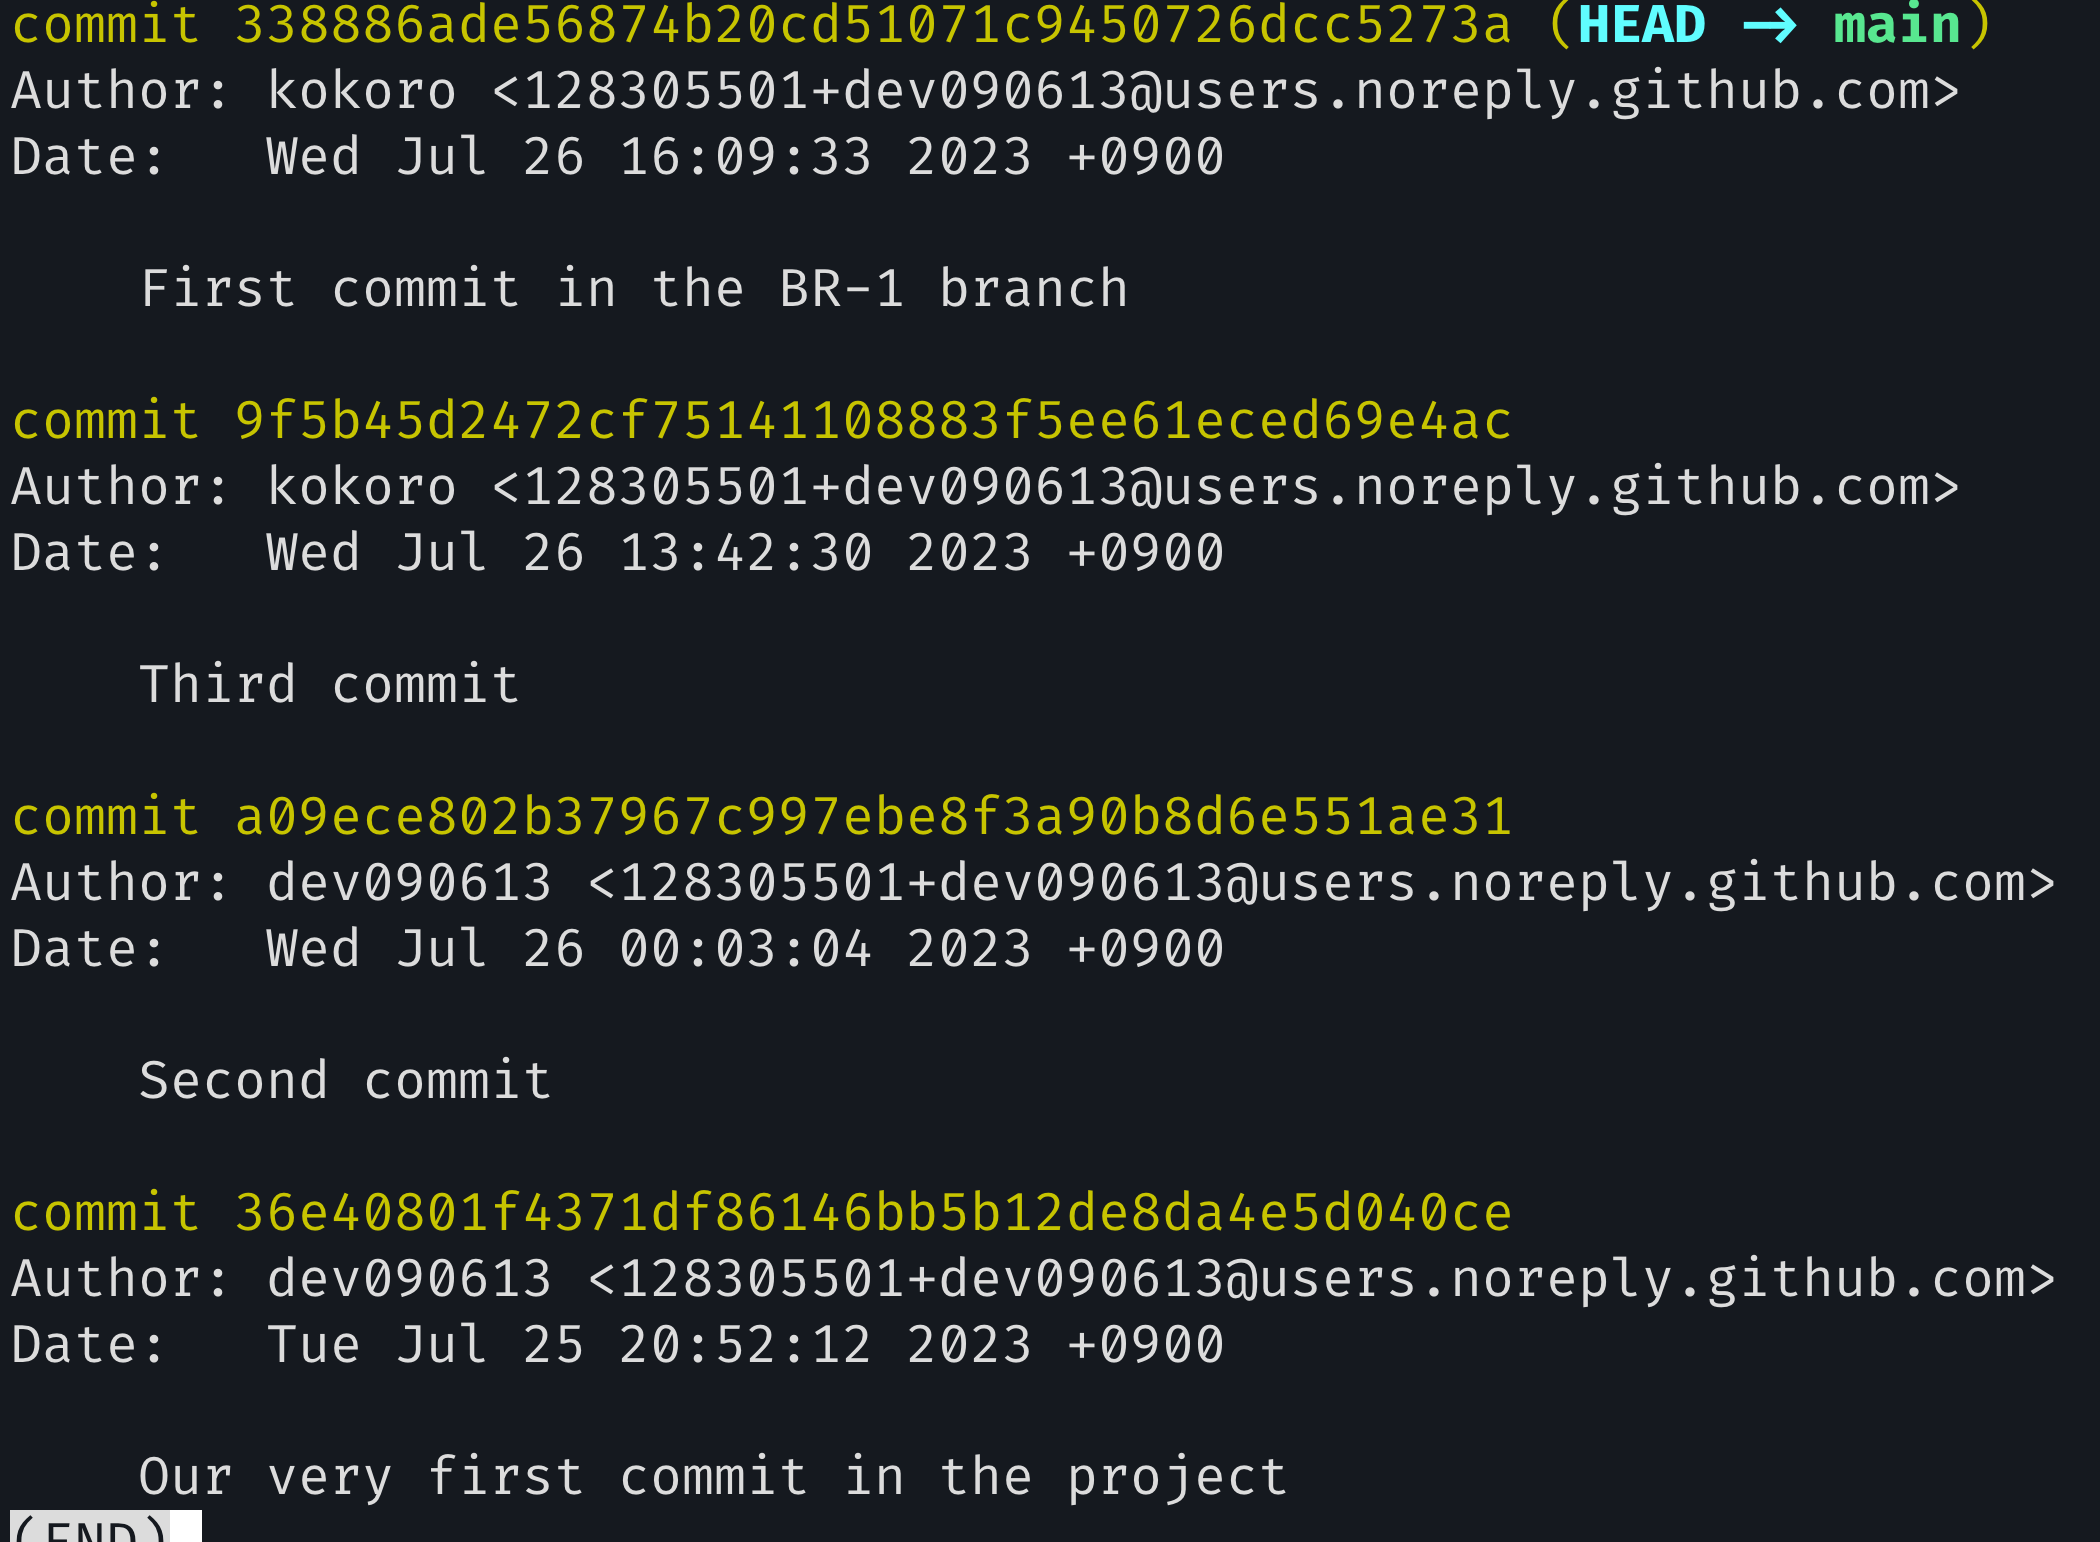 commit 338886ade56874b20cd51071c9450726dcc5273a (HEAD -> main)
Author: kokoro <128305501+dev090613@users.noreply.github.com>
Date:   Wed Jul 26 16:09:33 2023 +0900
    First commit in the BR-1 branch
commit 9f5b45d2472cf75141108883f5ee61eced69e4ac
Author: kokoro <128305501+dev090613@users.noreply.github.com>
Date:   Wed Jul 26 13:42:30 2023 +0900
    Third commit
commit a09ece802b37967c997ebe8f3a90b8d6e551ae31
Author: dev090613 <128305501+dev090613@users.noreply.github.com>
Date:   Wed Jul 26 00:03:04 2023 +0900
    Second commit
commit 36e40801f4371df86146bb5b12de8da4e5d040ce
Author: dev090613 <128305501+dev090613@users.noreply.github.com>
Date:   Tue Jul 25 20:52:12 2023 +0900
    Our very first commit in the project
(END)